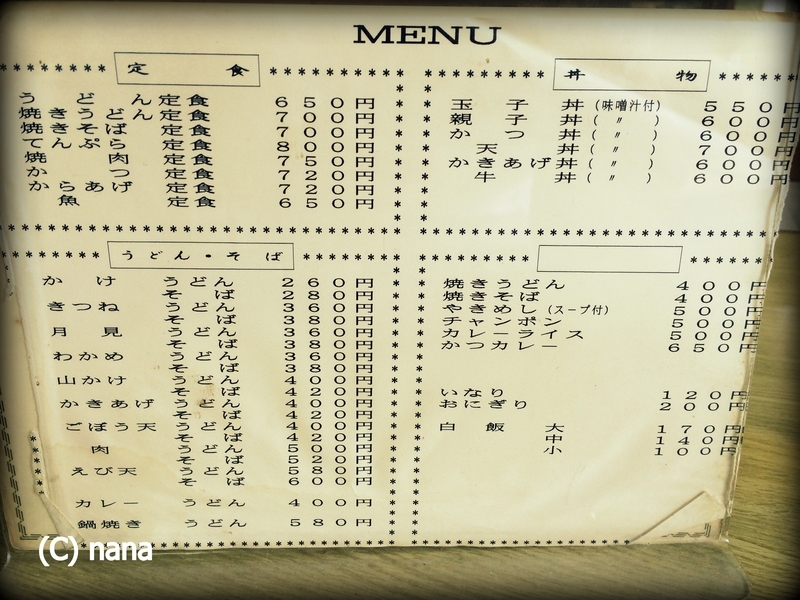 MENU
定食
うどん定食 650円
焼きうどん定食 700円
焼きそば定食 700円
てんぷら定食 800円
焼肉定食 750円
かつ定食 720円
からあげ定食 720円
魚定食 650円
丼物
玉子丼(味噌汁付) 550円
親子丼(〃) 600円
かつ丼(〃) 600円
天丼(〃) 700円
かきあげ丼(〃) 600円
牛丼(〃) 600円
うどん・そば
かけ うどん 260円
そば 280円
きつね うどん 360円
そば 380円
月見 うどん 360円
そば 380円
わかめ うどん 360円
そば 380円
山かけ うどん 400円
そば 420円
かきあげ うどん 400円
そば 420円
ごぼう天 うどん 400円
そば 420円
肉 うどん 500円
そば 520円
えび天 うどん 580円
そば 600円
カレー うどん 400円
鍋焼き うどん 580円
焼きうどん 400円
焼きそば 400円
やきめし(スープ付) 500円
チャンポン 500円
カレーライス 500円
かつカレー 650円
いなり 120円
おにぎり 200円
白飯 大 170円
中 140円
小 100円
(C) nana